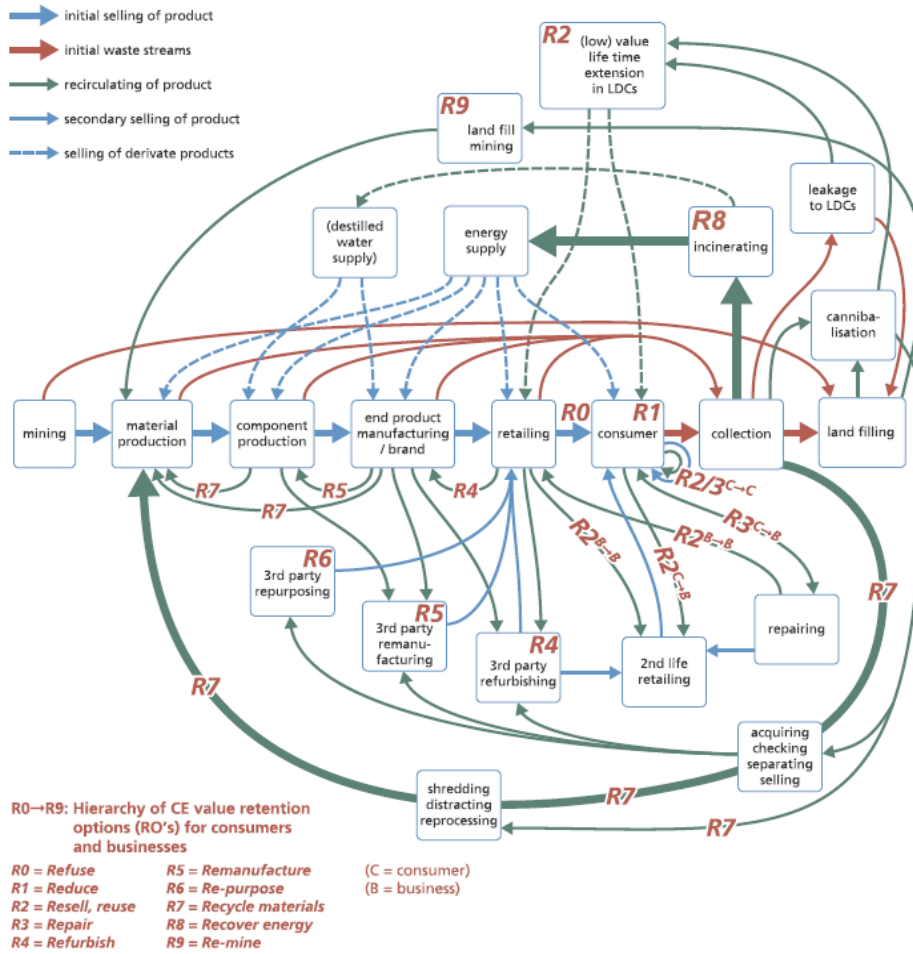 initial selling of product
initial waste streams
recirculating of product
secondary selling of product
selling of derivate products
R2
(low) value
life time
extension
in LDCs
R9
land fill
mining
leakage
to LDCs
(destilled
water
supply)
energy
supply
R8
incinerating
canniba-
lisation
mining
material
production
component
production
end product
manufacturing
/ brand
retailing
R0
R1
consumer
collection
land filling
R7
R5
R7
R4
R2/3 C→C
R3 C→B
R2 B→B
R2 B→B
R2 C→B
R7
R6
3rd party
repurposing
R5
3rd party
remanu-
facturing
R4
3rd party
refurbishing
2nd life
retailing
repairing
R7
acquiring
checking
separating
selling
shredding
distracting
reprocessing
R7
R7
R0→R9: Hierarchy of CE value retention
options (RO's) for consumers
and businesses
R0 = Refuse
R1 = Reduce
R2 = Resell, reuse
R3 = Repair
R4 = Refurbish
R5 = Remanufacture
R6 = Re-purpose
R7 = Recycle materials
R8 = Recover energy
R9 = Re-mine
(C = consumer)
(B = business)